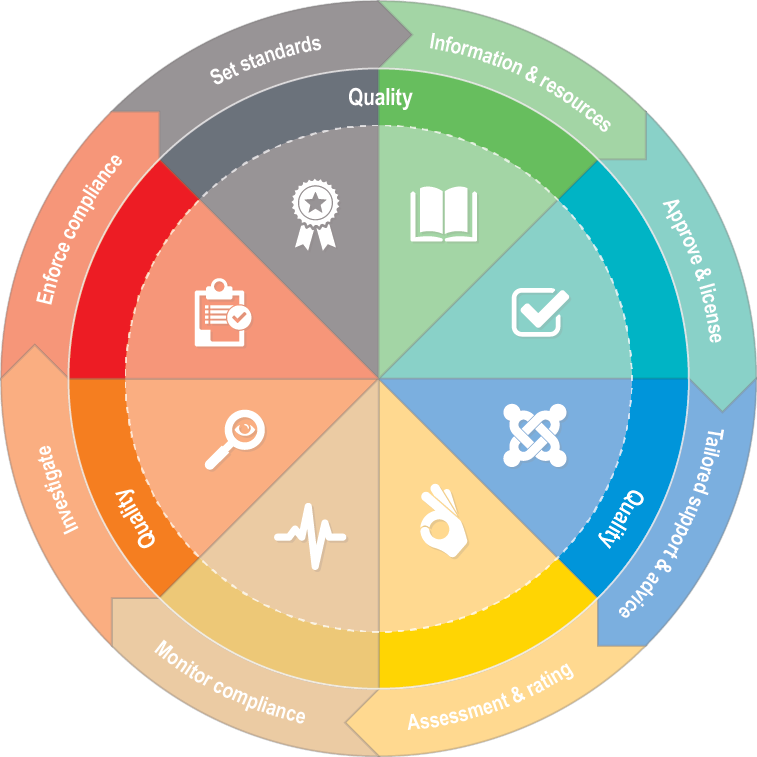 Set standards
Information & resources
Approve & license
Tailored support & advice
Assessment & rating
Monitor compliance
Investigate
Enforce compliance
Quality
Quality
Quality